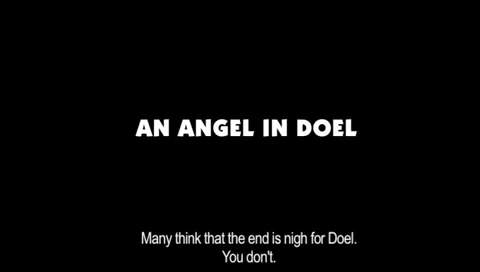 AN ANGEL IN DOEL
Many think that the end is nigh for Doel.
You don't.